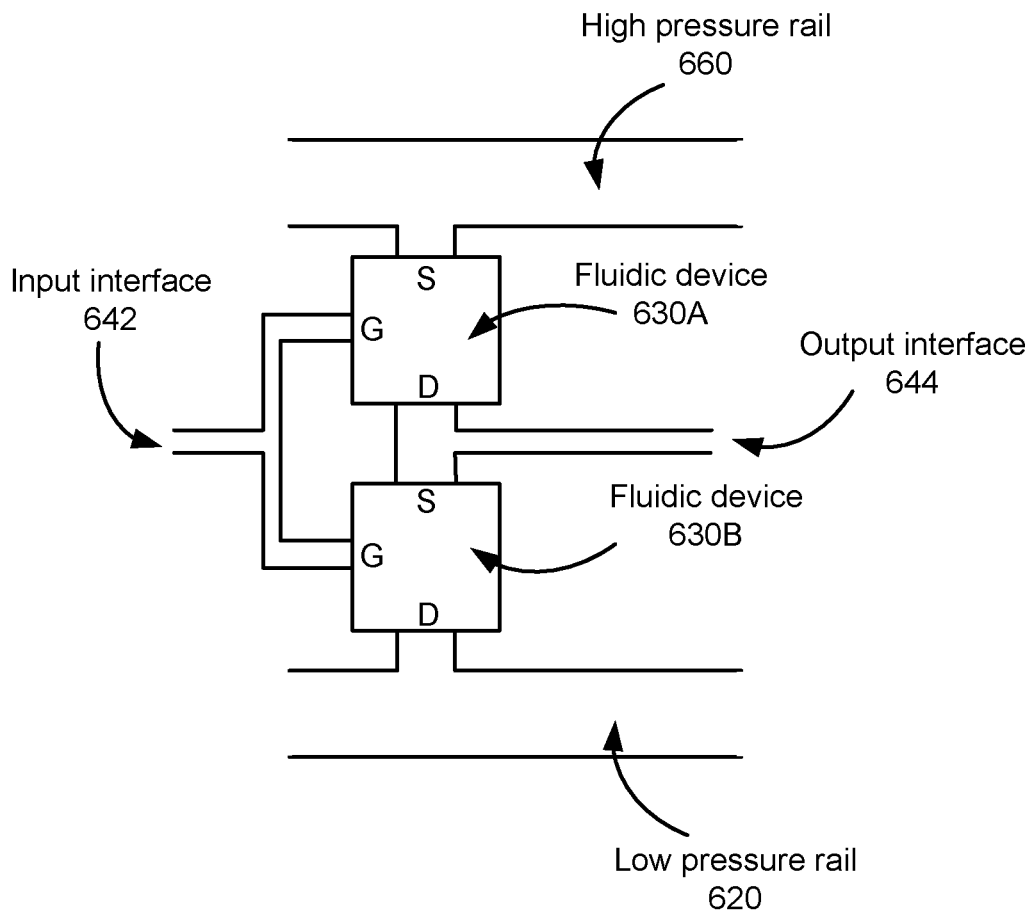 High pressure rail
660
Input interface
642
S
G
D
Fluidic device
630A
Output interface
644
S
G
D
Fluidic device
630B
Low pressure rail
620